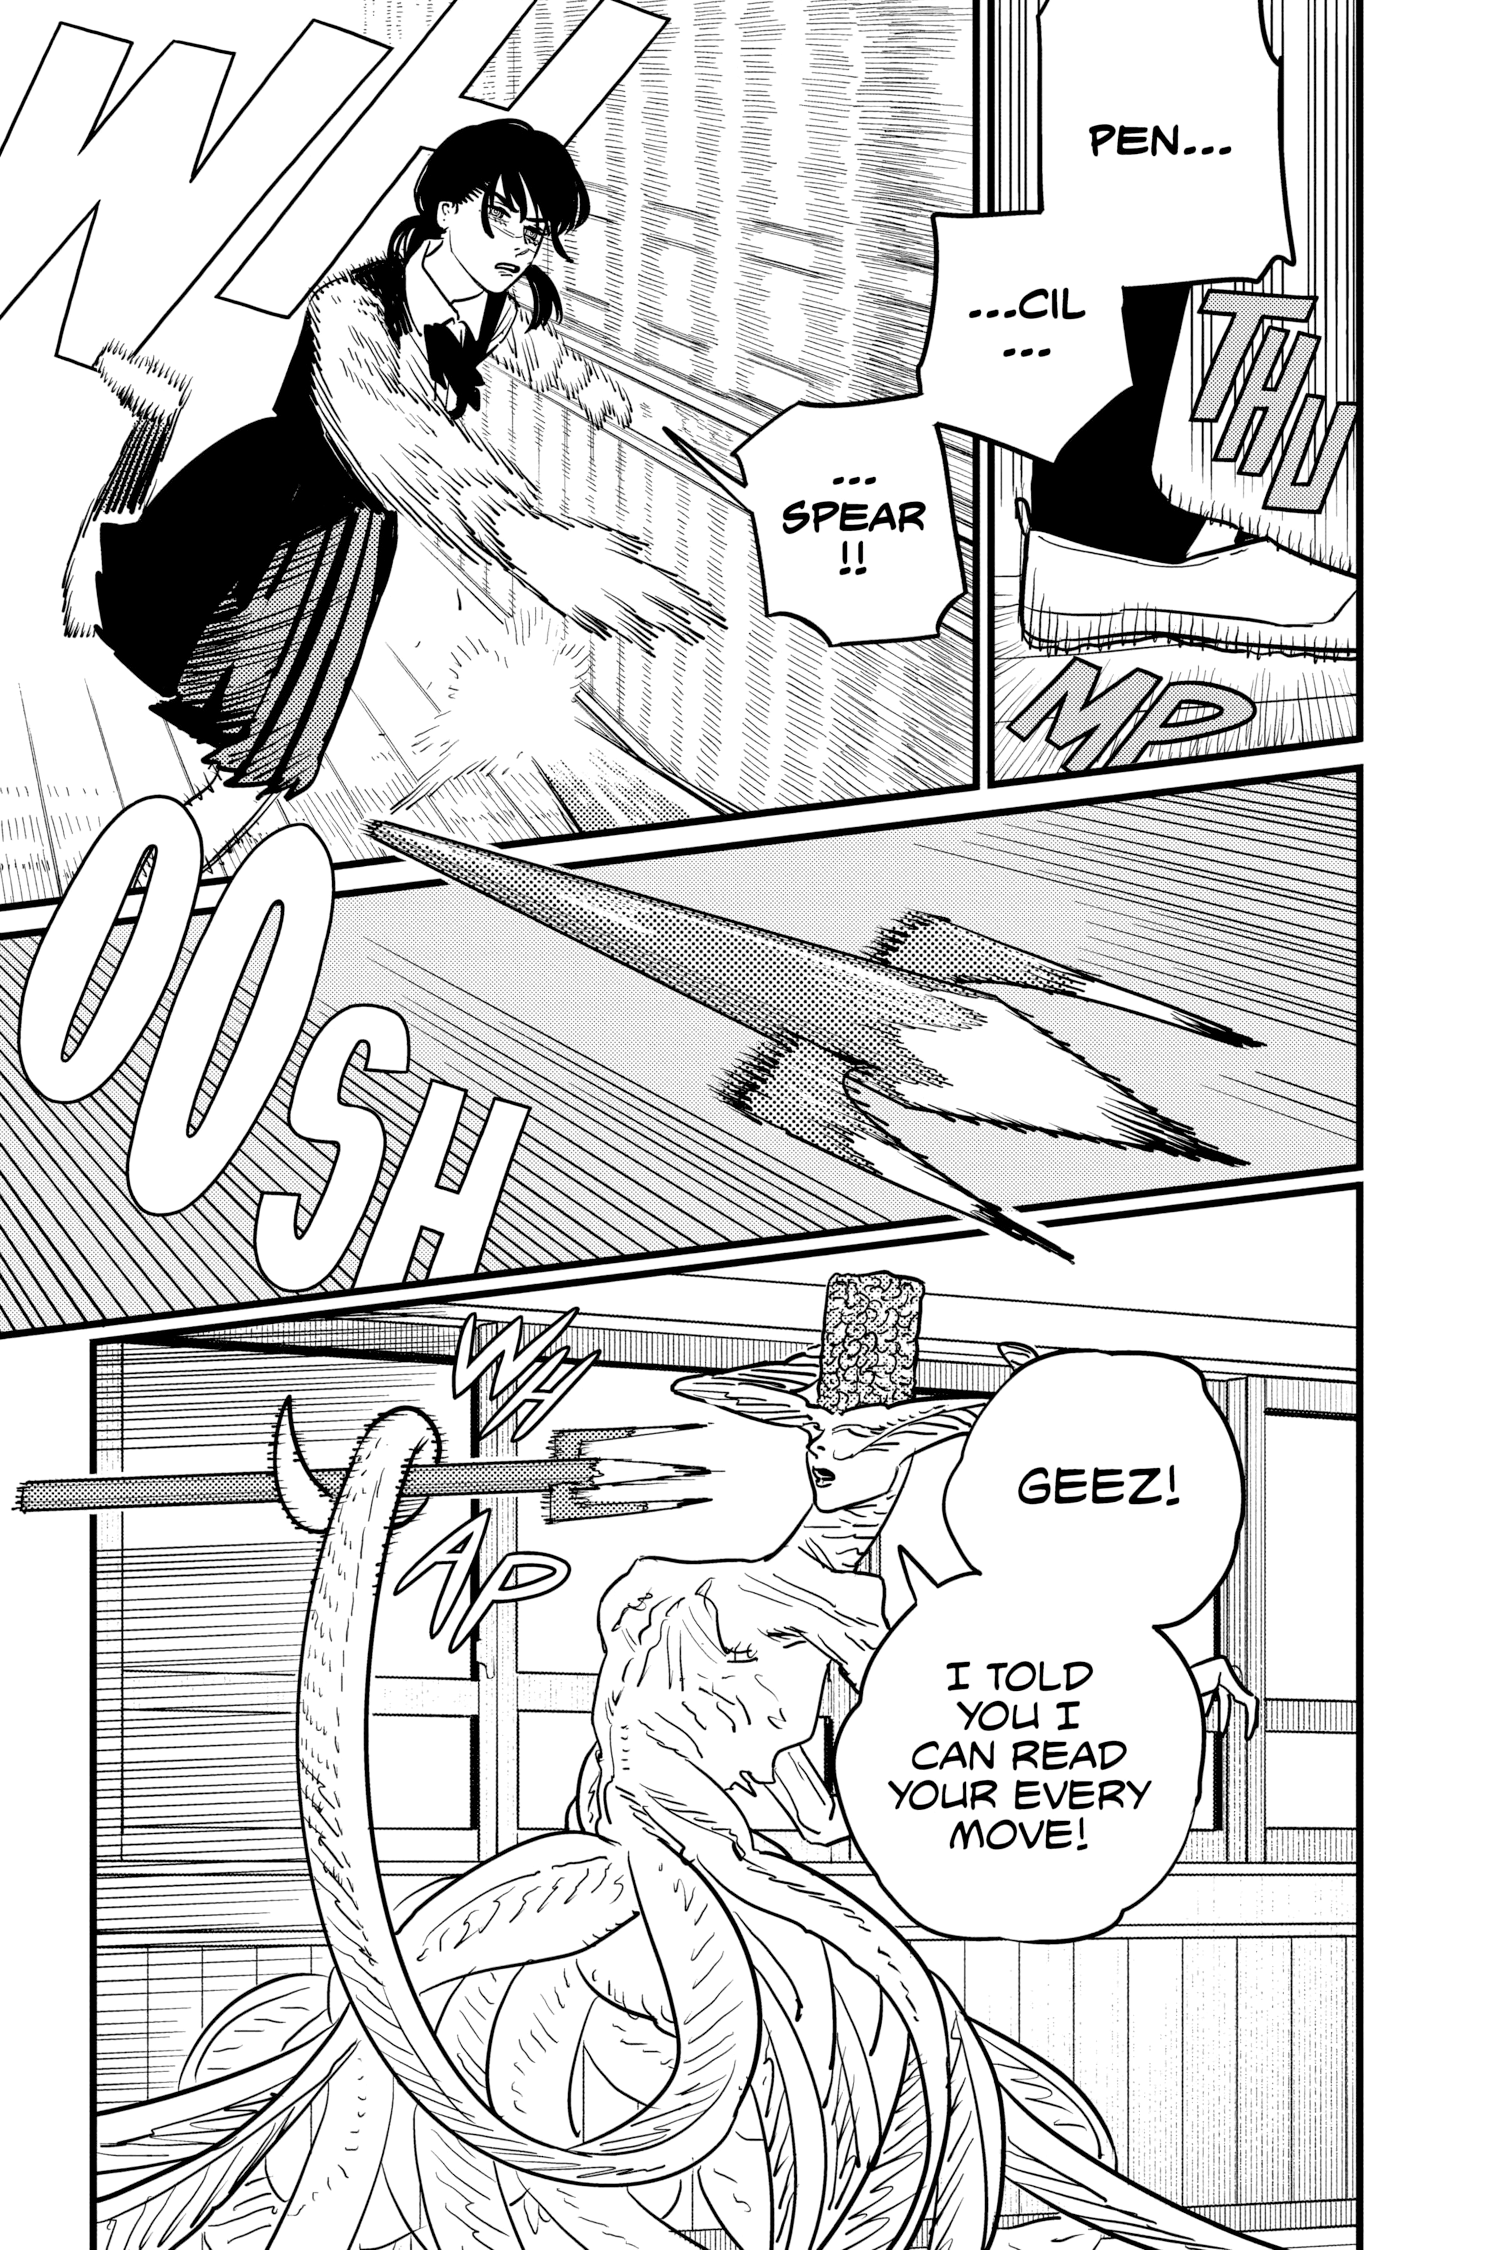 PEN...
...CIL
...
...
SPEAR
!!
THU
MP
WH
OOSH
WH
AP
GEEZ!
I TOLD
YOU I
CAN READ
YOUR EVERY
MOVE!